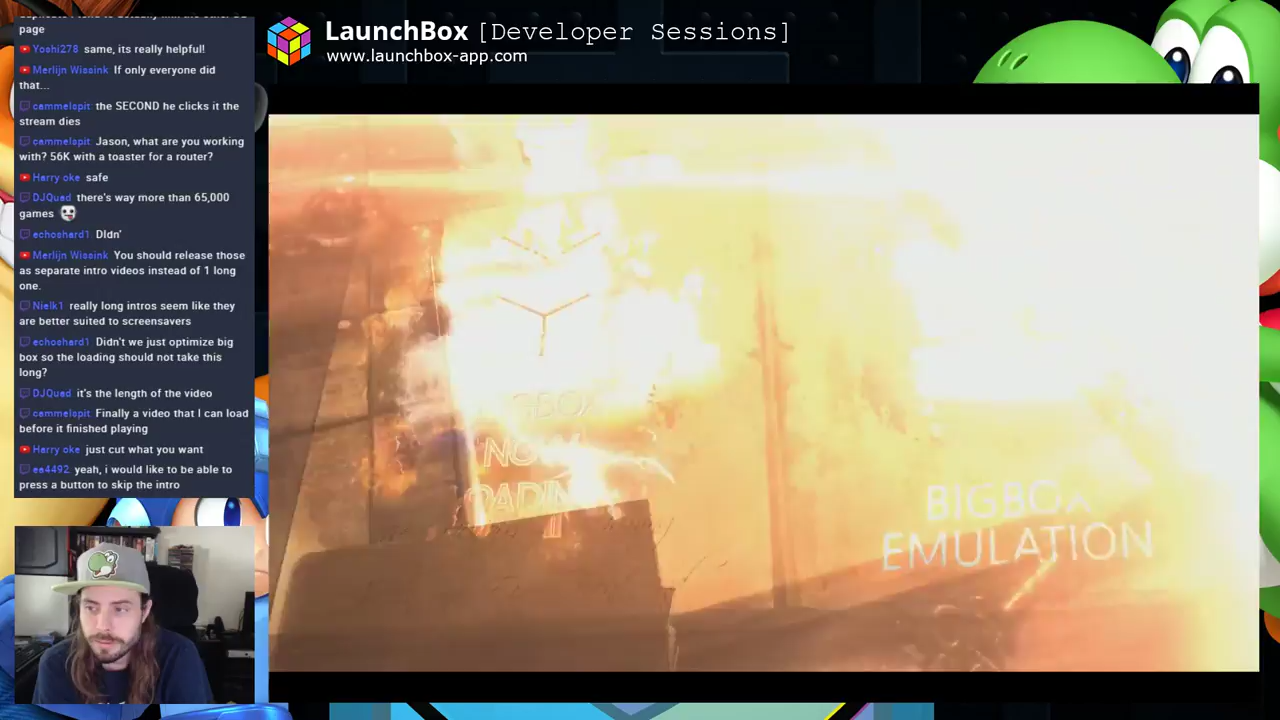 LaunchBox [Developer Sessions]
www.launchbox-app.com
page
Yoshi278 same, its really helpful!
Merlijn Wissink If only everyone did
that...
cammelspit: the SECOND he clicks it the
stream dies
cammelspit: Jason, what are you working
with? 56K with a toaster for a router?
Harry oke safe
DJQuad there's way more than 65,000
games
echoshard1 DIdn'
Merlijn Wissink You should release those
as separate intro videos instead of 1 long
one.
Nielk1 really long intros seem like they
are better suited to screensavers
echoshard1 Didn't we just optimize big
box so the loading should not take this
long?
DJQuad it's the length of the video
cammelspit: Finally a video that I can load
before it finished playing
Harry oke just cut what you want
ea4492: yeah, i would like to be able to
press a button to skip the intro
BIGBOX
NOW
LOADING
BIGBOX
EMULATION